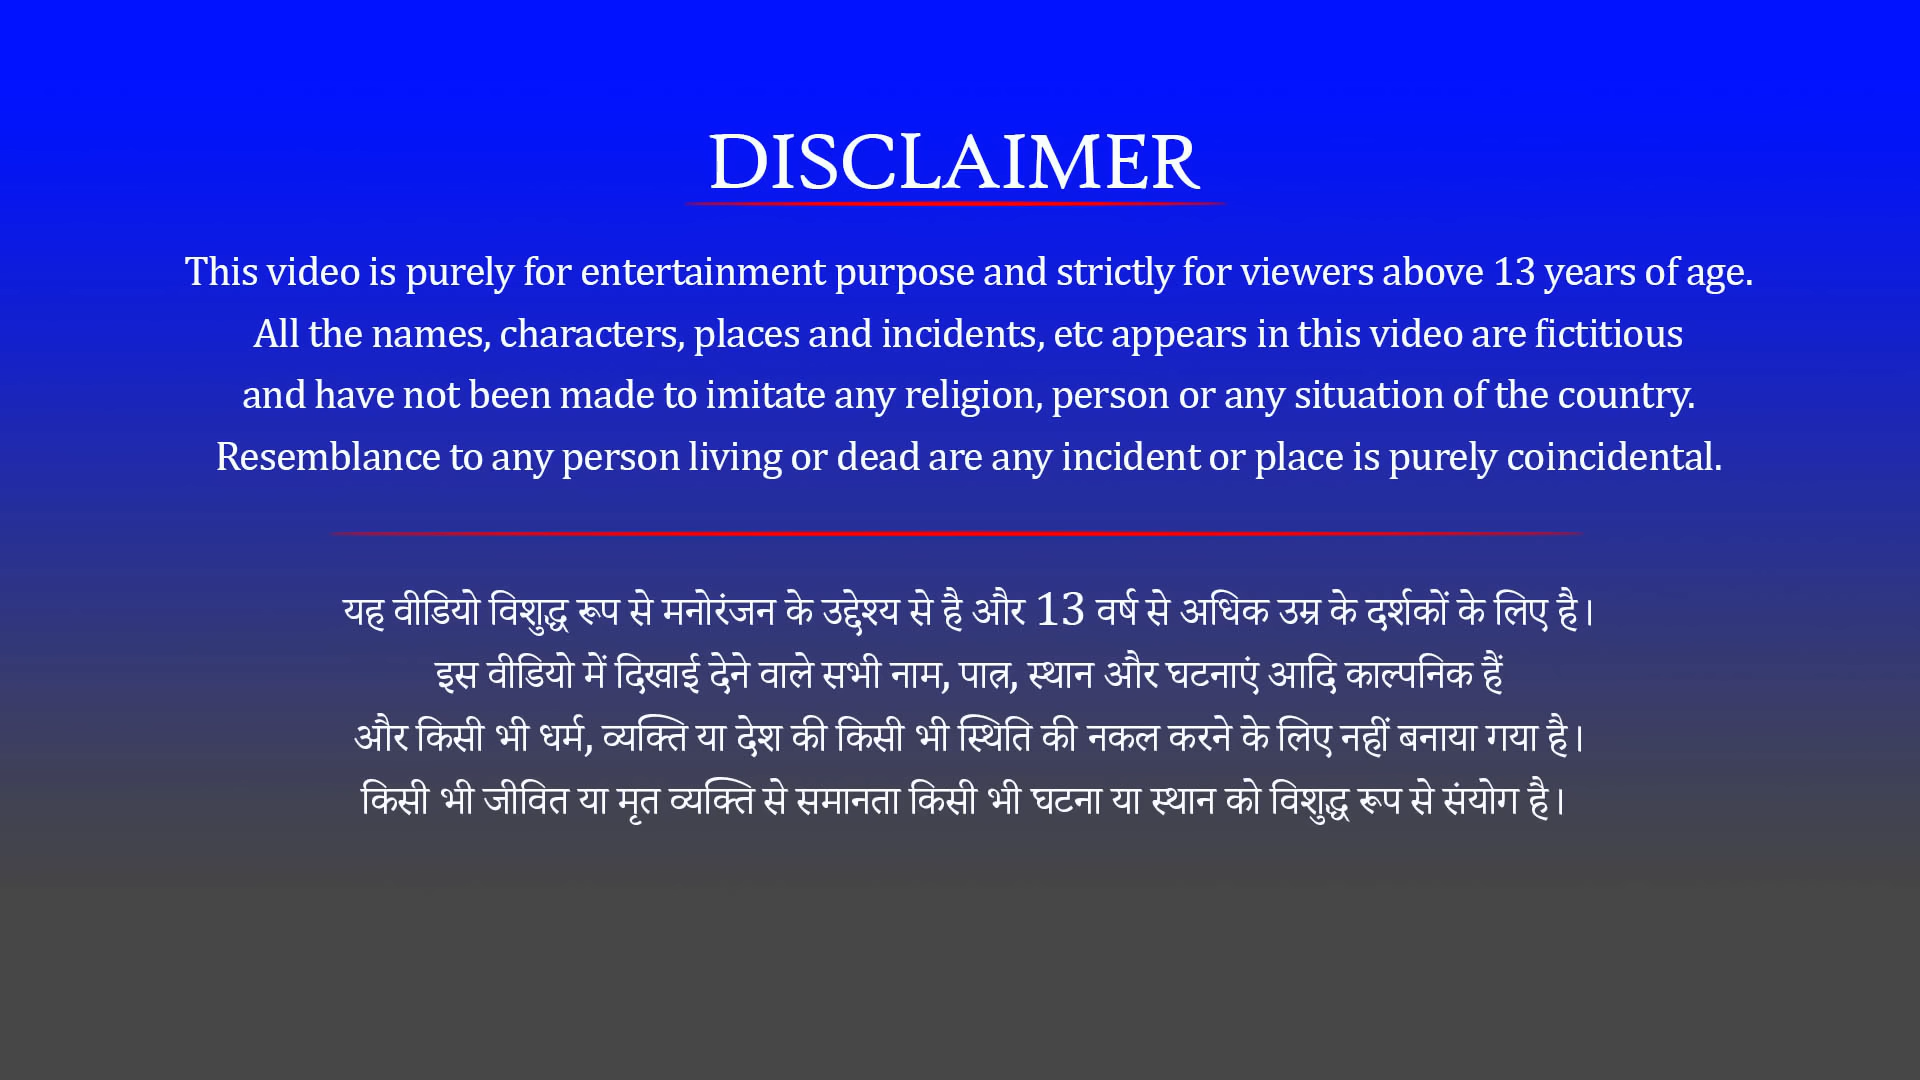 DISCLAIMER
This video is purely for entertainment purpose and strictly for viewers above 13 years of age.
All the names, characters, places and incidents, etc appears in this video are fictitious
and have not been made to imitate any religion, person or any situation of the country.
Resemblance to any person living or dead are any incident or place is purely coincidental.
यह वीडियो विशुद्ध रूप से मनोरंजन के उद्देश्य से है और 13 वर्ष से अधिक उम्र के दर्शकों के लिए है।
इस वीडियो में दिखाई देने वाले सभी नाम, पात्र, स्थान और घटनाएं आदि काल्पनिक हैं
और किसी भी धर्म, व्यक्ति या देश की किसी भी स्थिति की नकल करने के लिए नहीं बनाया गया है।
किसी भी जीवित या मृत व्यक्ति से समानता किसी भी घटना या स्थान को विशुद्ध रूप से संयोग है।